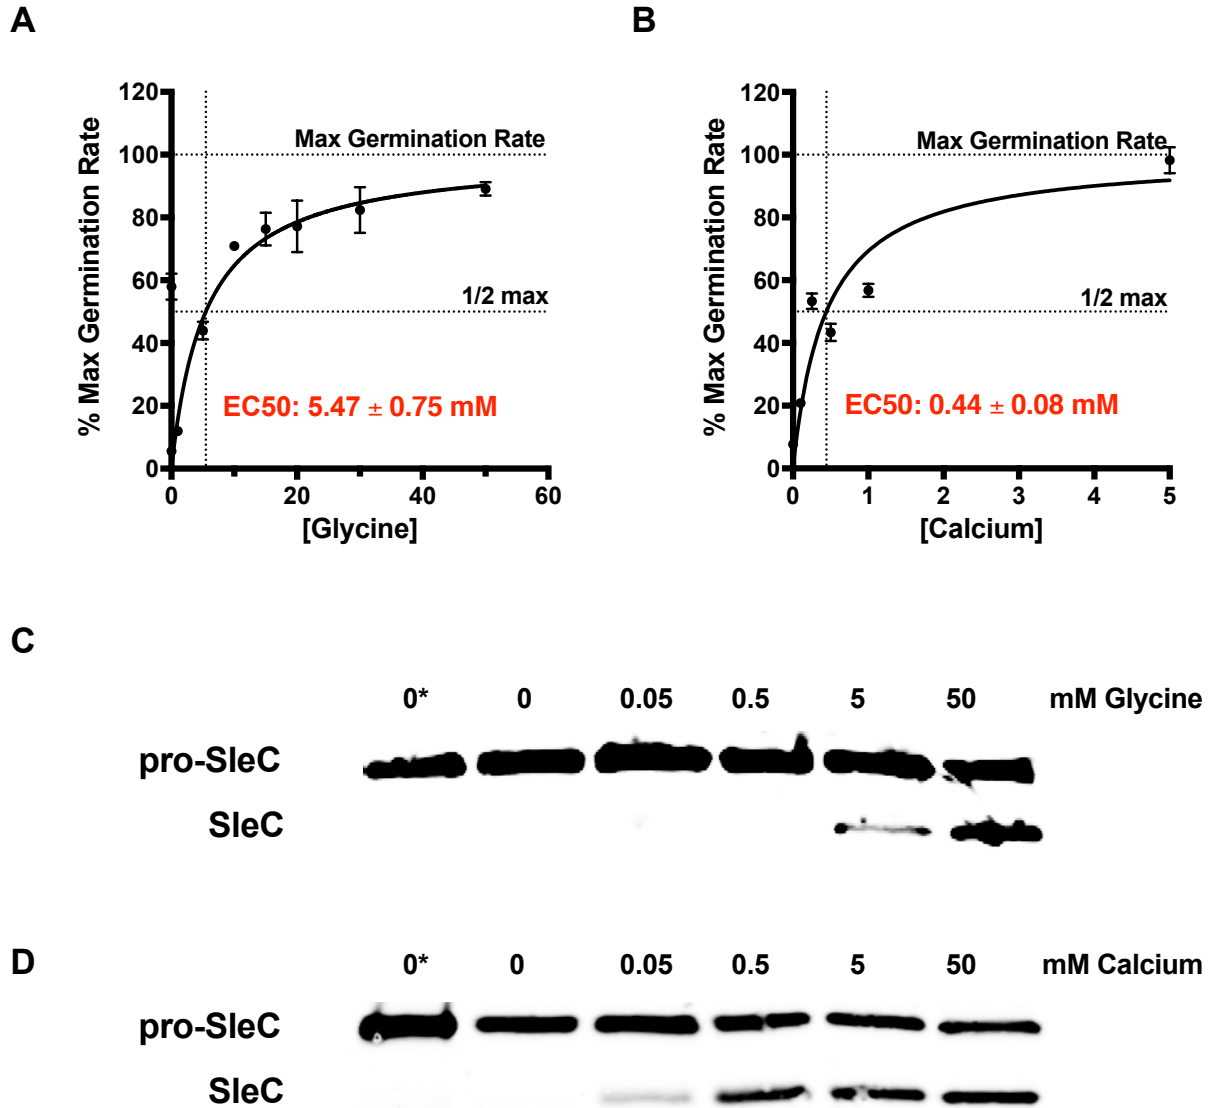 A
B
120
100
80
60
40
20
0
% Max Germination Rate
Max Germination Rate
1/2 max
EC50: 5.47 ± 0.75 mM
0 20 40 60
[Glycine]
120
100
80
60
40
20
0
% Max Germination Rate
Max Germination Rate
1/2 max
EC50: 0.44 ± 0.08 mM
0 1 2 3 4 5
[Calcium]
C
0* 0 0.05 0.5 5 50 mM Glycine
pro-SleC
SleC
D
0* 0 0.05 0.5 5 50 mM Calcium
pro-SleC
SleC